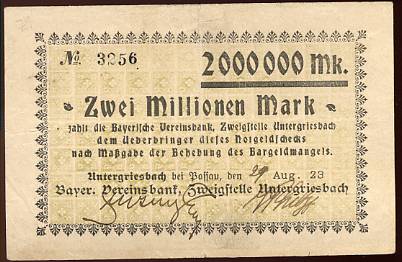 No. 3256
2000000 Mk.
Zwei Millionen Mark
zahlt die Bayerische Vereinsbank, Zweigstelle Untergriesbach
dem Ueberbringer dieses Notgeldschecks
nach Maßgabe der Behebung des Bargeldmangels.
Untergriesbach bei Passau, den 29 Aug. 23
Bayer. Vereinsbank, Zweigstelle Untergriesbach